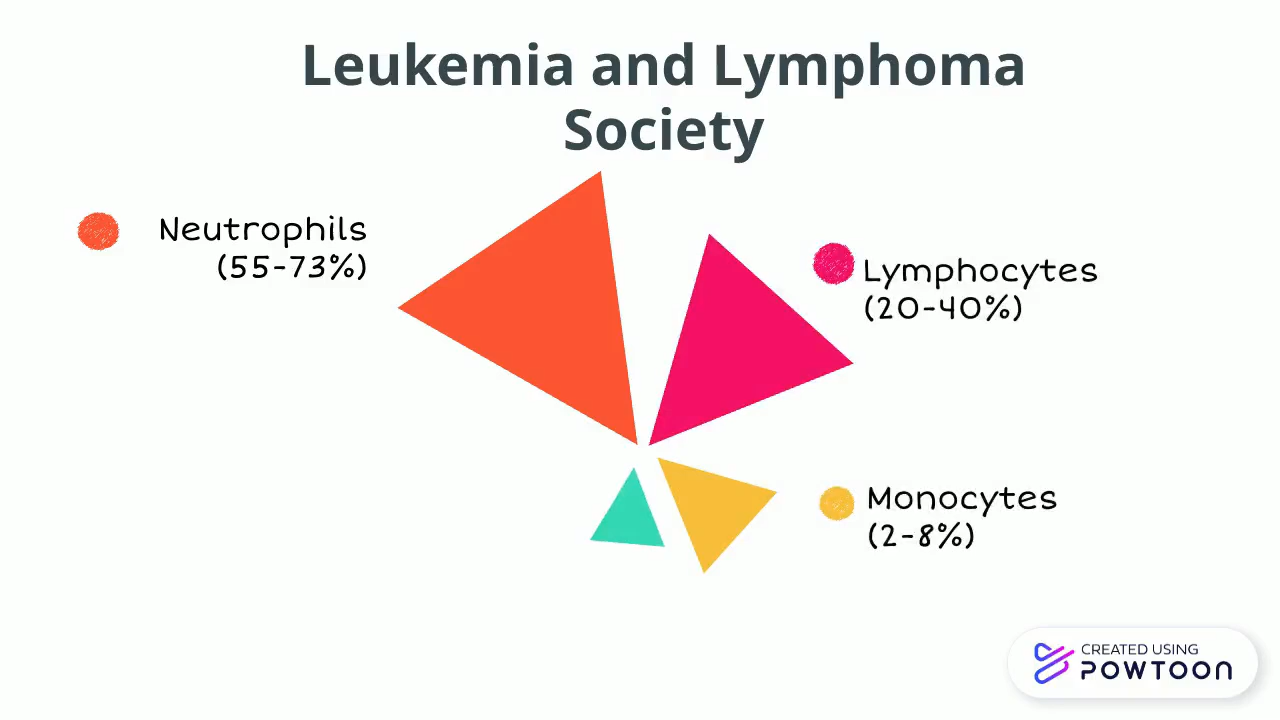 Leukemia and Lymphoma
Society
Neutrophils
(55-73%)
Lymphocytes
(20-40%)
Monocytes
(2-8%)
CREATED USING
POWTOON